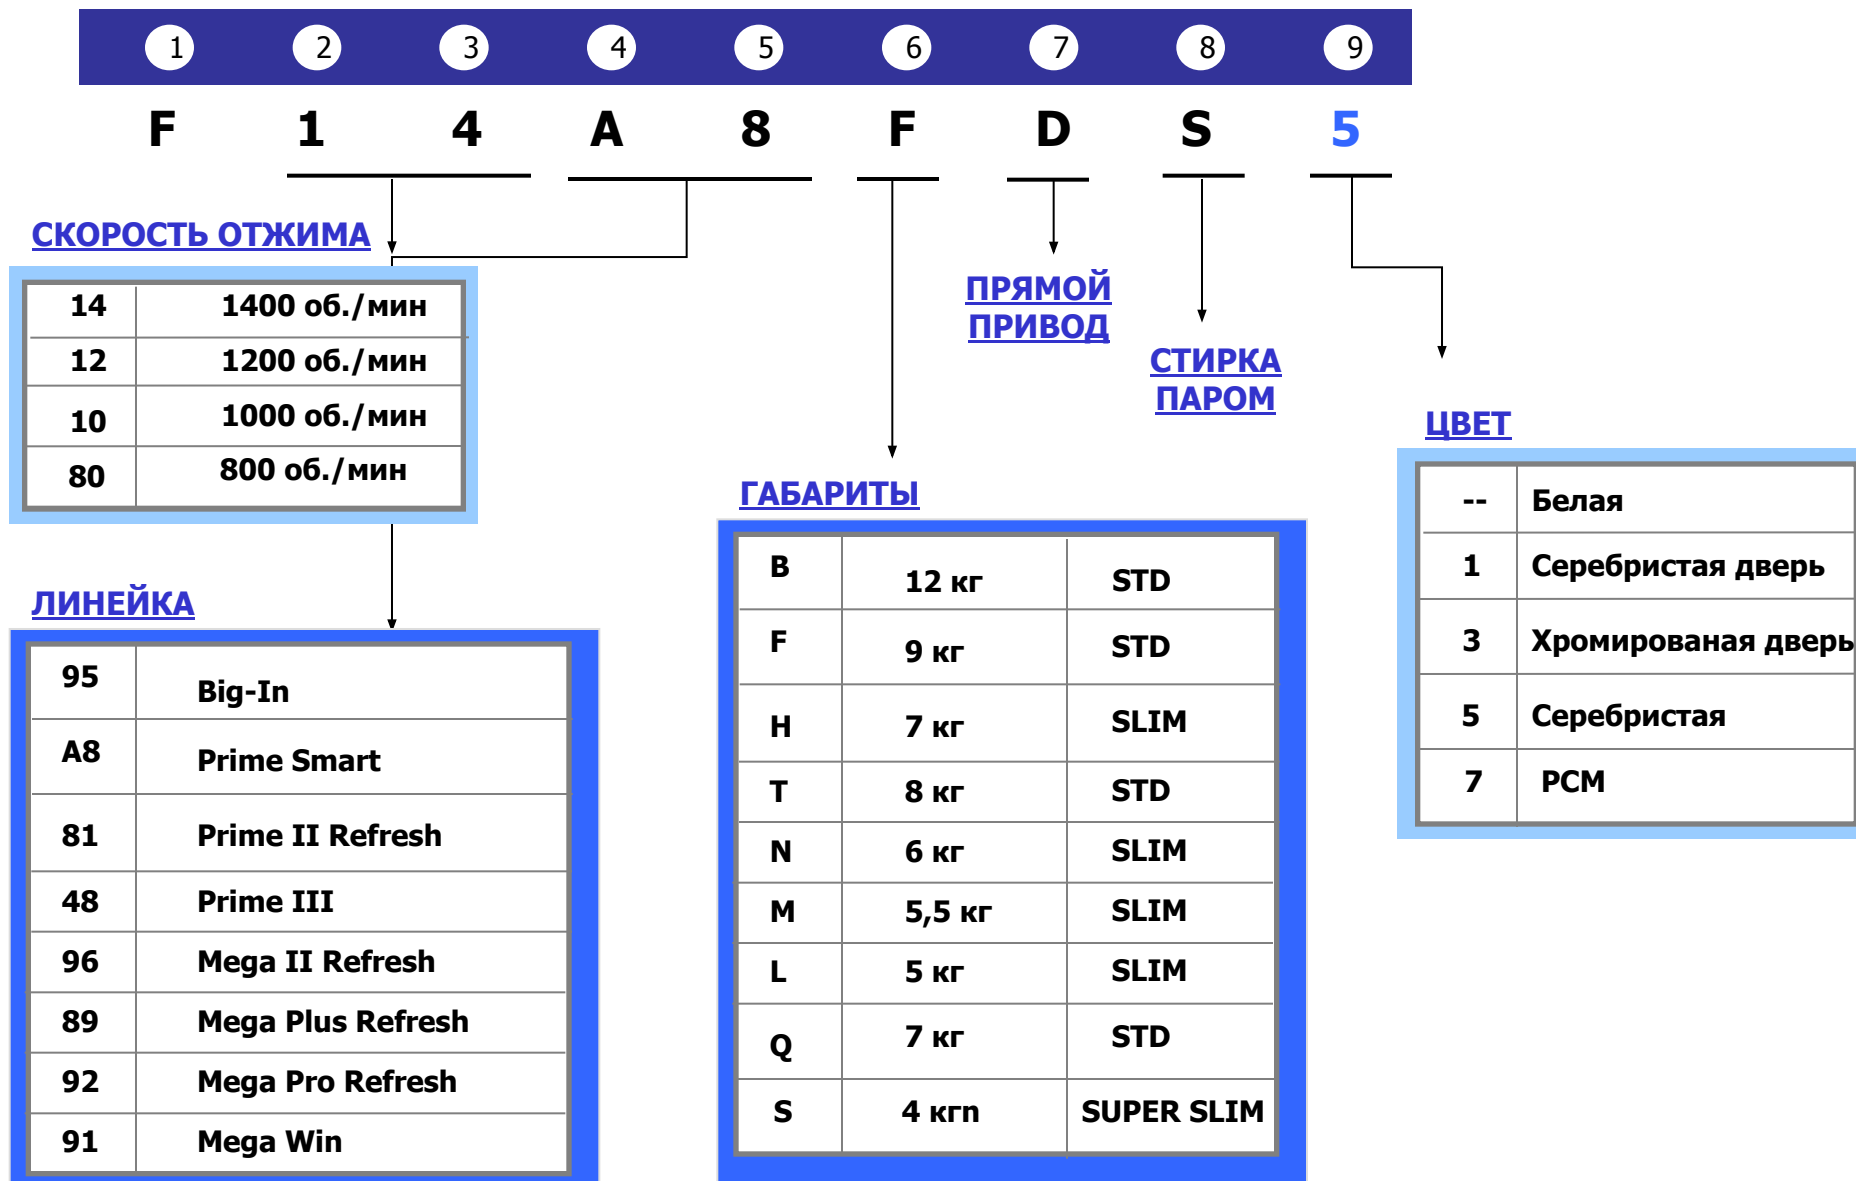 1 2 3 4 5 6 7 8 9
F 1 4 A 8 F D S 5
СКОРОСТЬ ОТЖИМА
14 1400 об./мин
12 1200 об./мин
10 1000 об./мин
80 800 об./мин
ПРЯМОЙ
ПРИВОД
СТИРКА
ПАРОМ
ЦВЕТ
-- Белая
1 Серебристая дверь
3 Хромированая дверь
5 Серебристая
7 PCM
ГАБАРИТЫ
B 12 кг STD
F 9 кг STD
H 7 кг SLIM
T 8 кг STD
N 6 кг SLIM
M 5,5 кг SLIM
L 5 кг SLIM
Q 7 кг STD
S 4 кгn SUPER SLIM
ЛИНЕЙКА
95 Big-In
A8 Prime Smart
81 Prime II Refresh
48 Prime III
96 Mega II Refresh
89 Mega Plus Refresh
92 Mega Pro Refresh
91 Mega Win